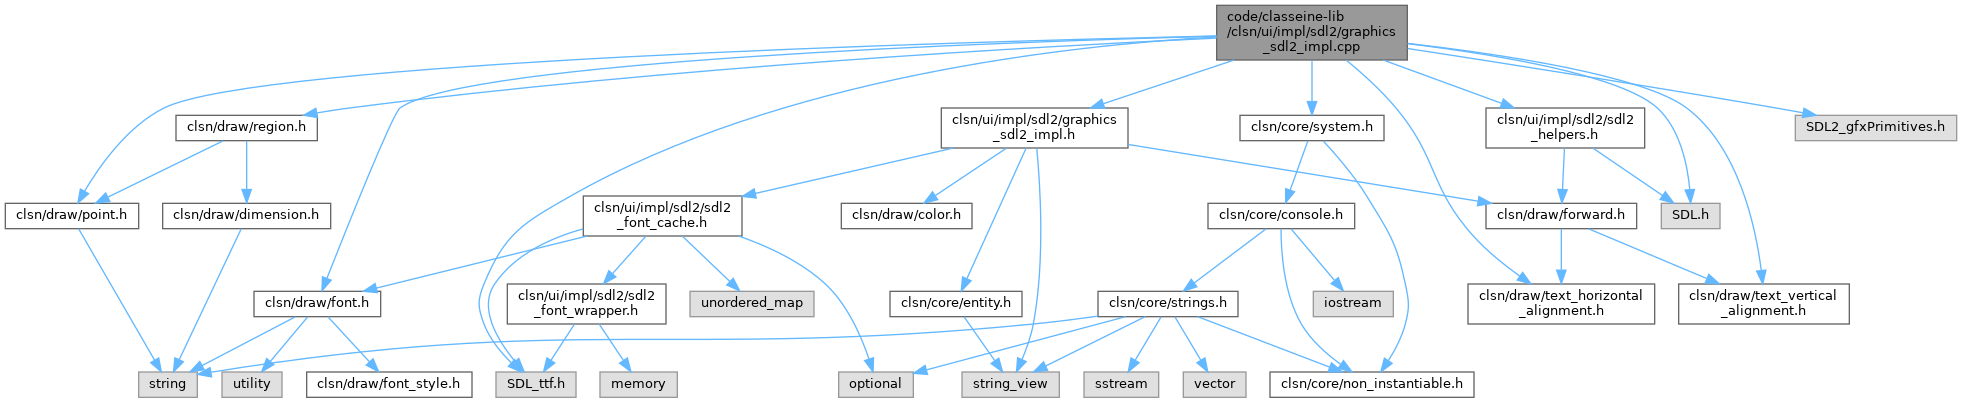 code/classeine-lib
/clsn/ui/impl/sdl2/graphics
_sdl2_impl.cpp
clsn/draw/region.h
clsn/ui/impl/sdl2/graphics
_sdl2_impl.h
clsn/core/system.h
clsn/ui/impl/sdl2/sdl2
_helpers.h
SDL2_gfxPrimitives.h
clsn/draw/point.h
clsn/draw/dimension.h
clsn/ui/impl/sdl2/sdl2
_font_cache.h
clsn/draw/color.h
clsn/core/console.h
clsn/draw/forward.h
SDL.h
clsn/draw/font.h
clsn/ui/impl/sdl2/sdl2
_font_wrapper.h
unordered_map
clsn/core/entity.h
clsn/core/strings.h
iostream
clsn/draw/text_horizontal
_alignment.h
clsn/draw/text_vertical
_alignment.h
string
utility
clsn/draw/font_style.h
SDL_ttf.h
memory
optional
string_view
sstream
vector
clsn/core/non_instantiable.h